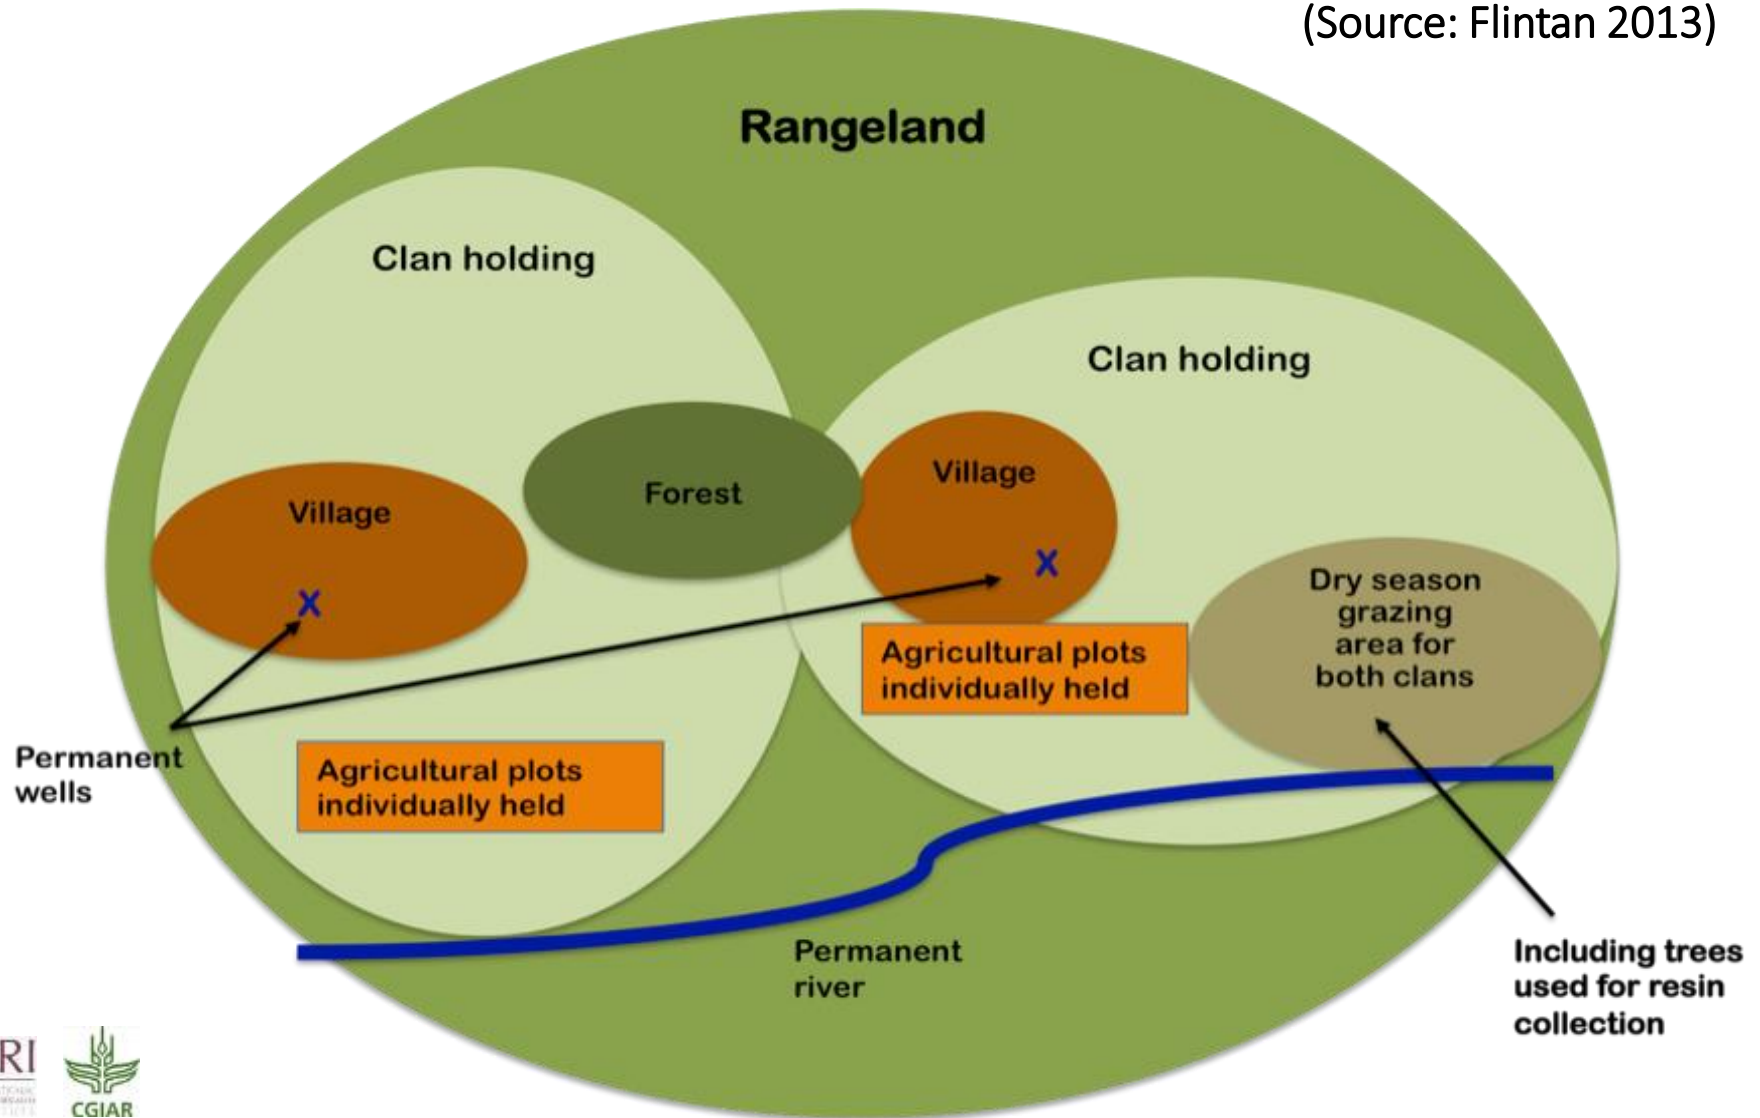 (Source: Flintan 2013)
Rangeland
Clan holding
Clan holding
Village
Forest
Village
X
X
Dry season
grazing
area for
both clans
Agricultural plots
individually held
Permanent
wells
Agricultural plots
individually held
Permanent
river
Including trees
used for resin
collection
RI
CGIAR